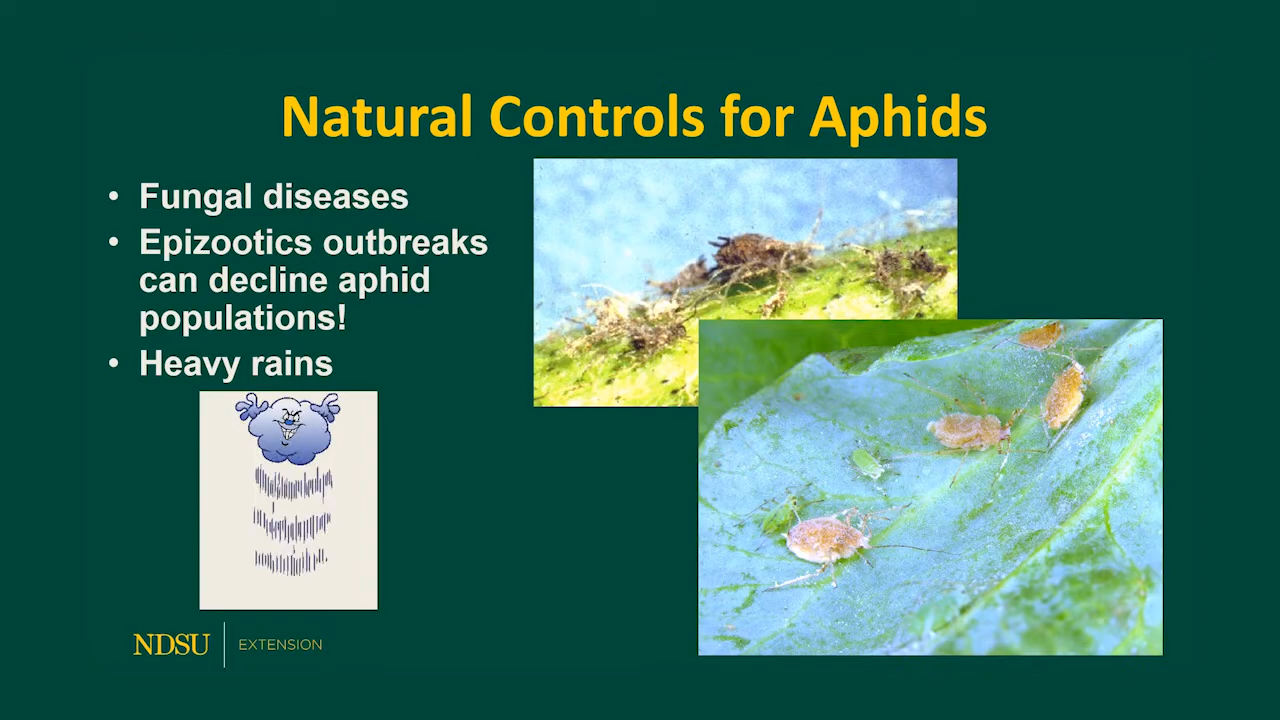 Natural Controls for Aphids
• Fungal diseases
• Epizootics outbreaks
can decline aphid
populations!
• Heavy rains
NDSU EXTENSION